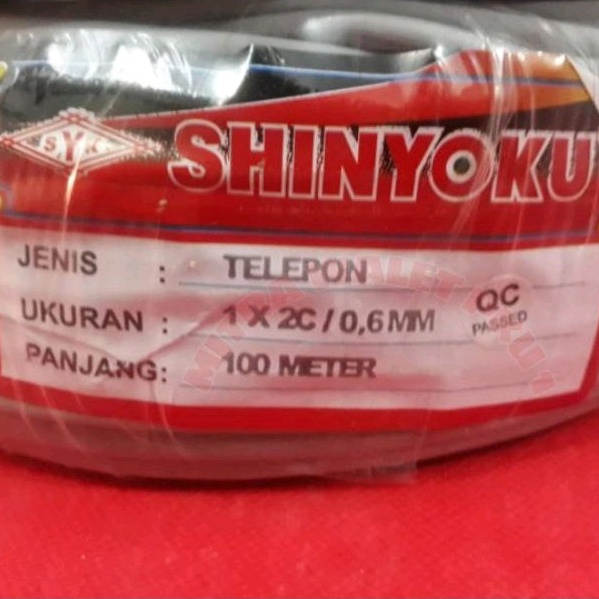 SYK
SHINYOKU
JENIS : TELEPON
UKURAN : 1 X 2C / 0,6 MM
PANJANG : 100 METER
QC
PASSED